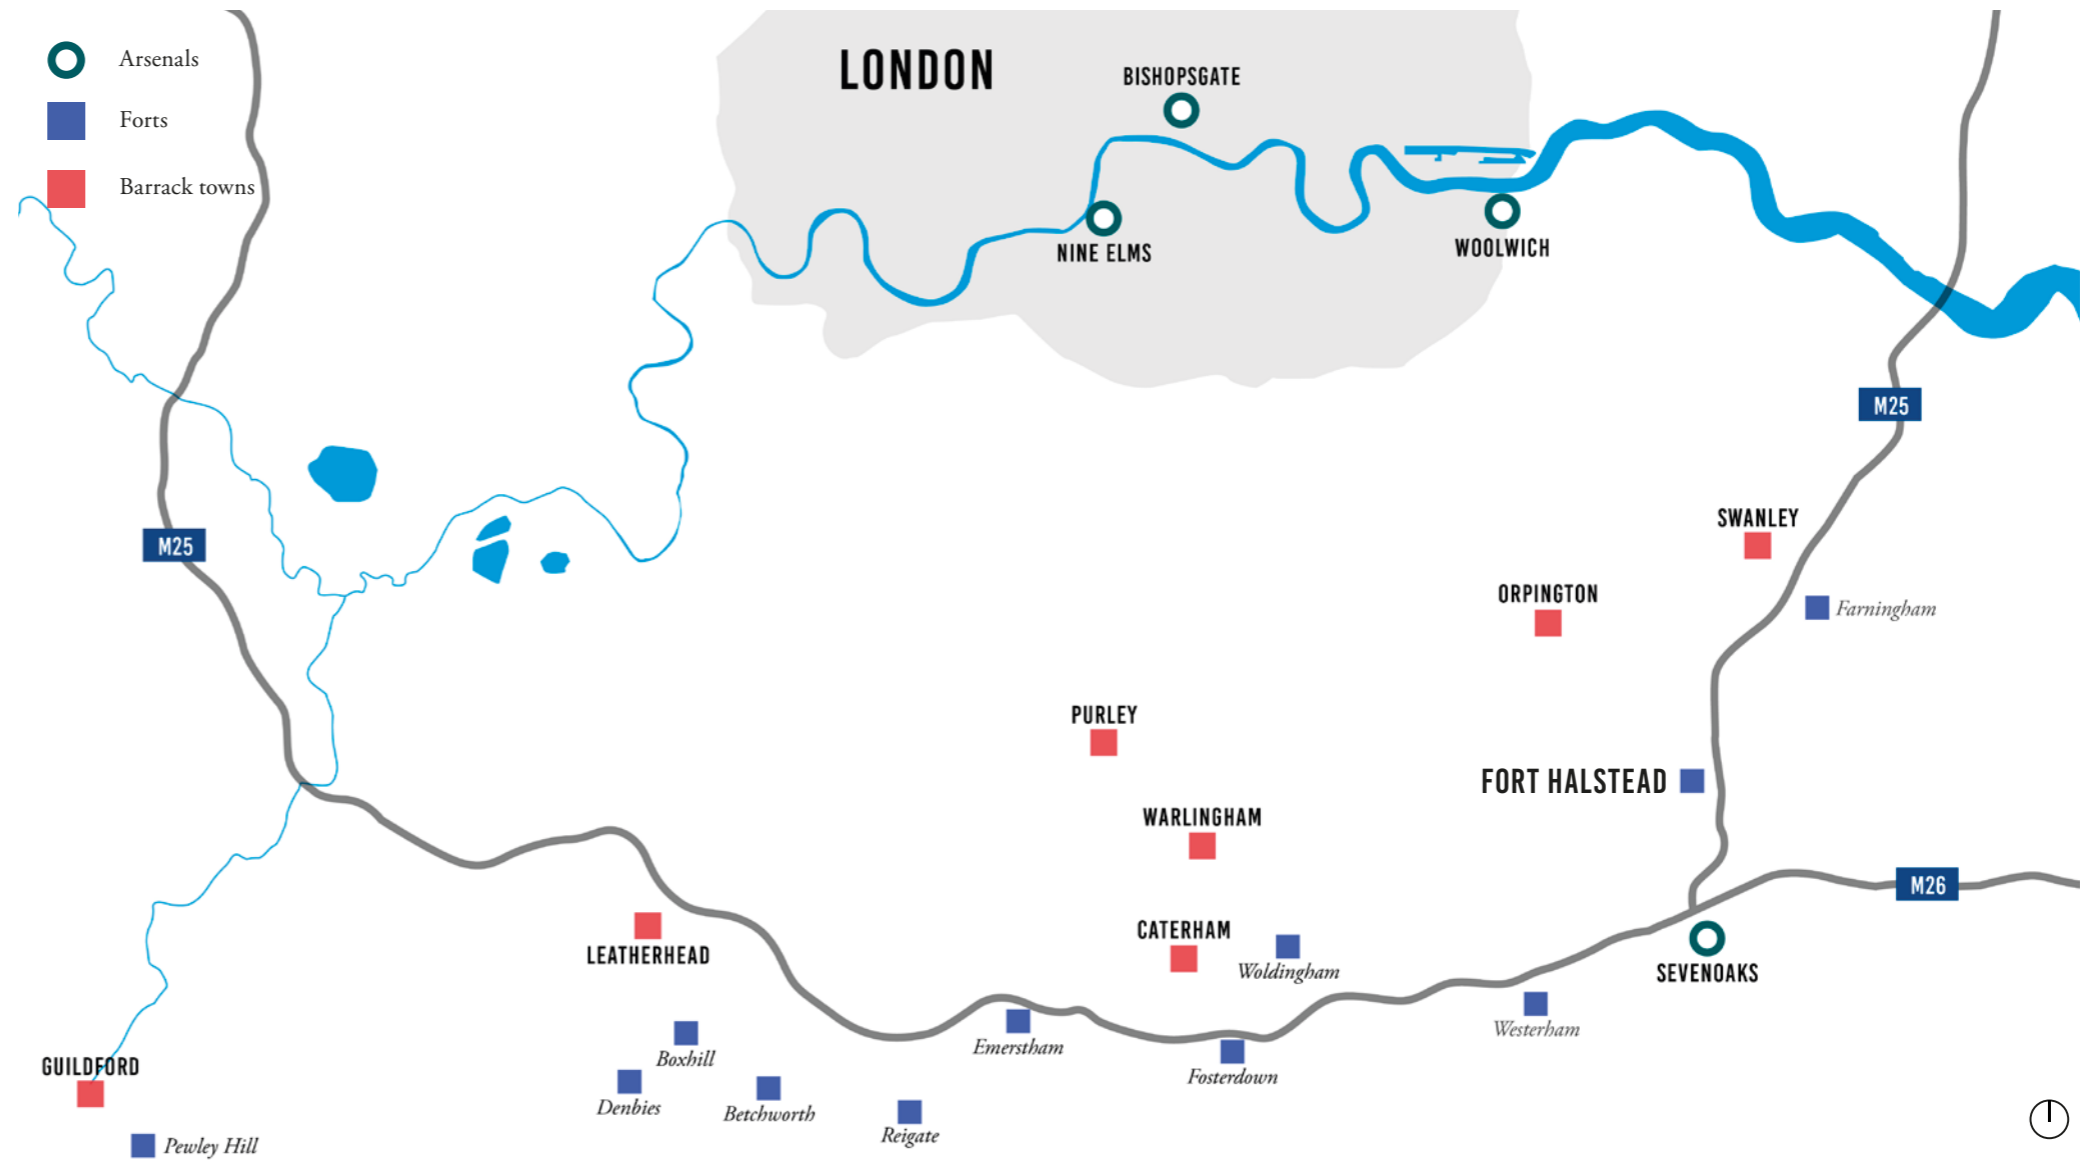 Arsenals
Forts
Barrack towns
LONDON
BISHOPSGATE
NINE ELMS
WOOLWICH
M25
M25
SWANLEY
ORPINGTON
Farningham
PURLEY
FORT HALSTEAD
WARLINGHAM
M26
LEATHERHEAD
CATERHAM
Woldingham
SEVENOAKS
Westerham
Emerstham
Boxhill
GUILDFORD
Fosterdown
Denbies
Betchworth
Reigate
Pewley Hill